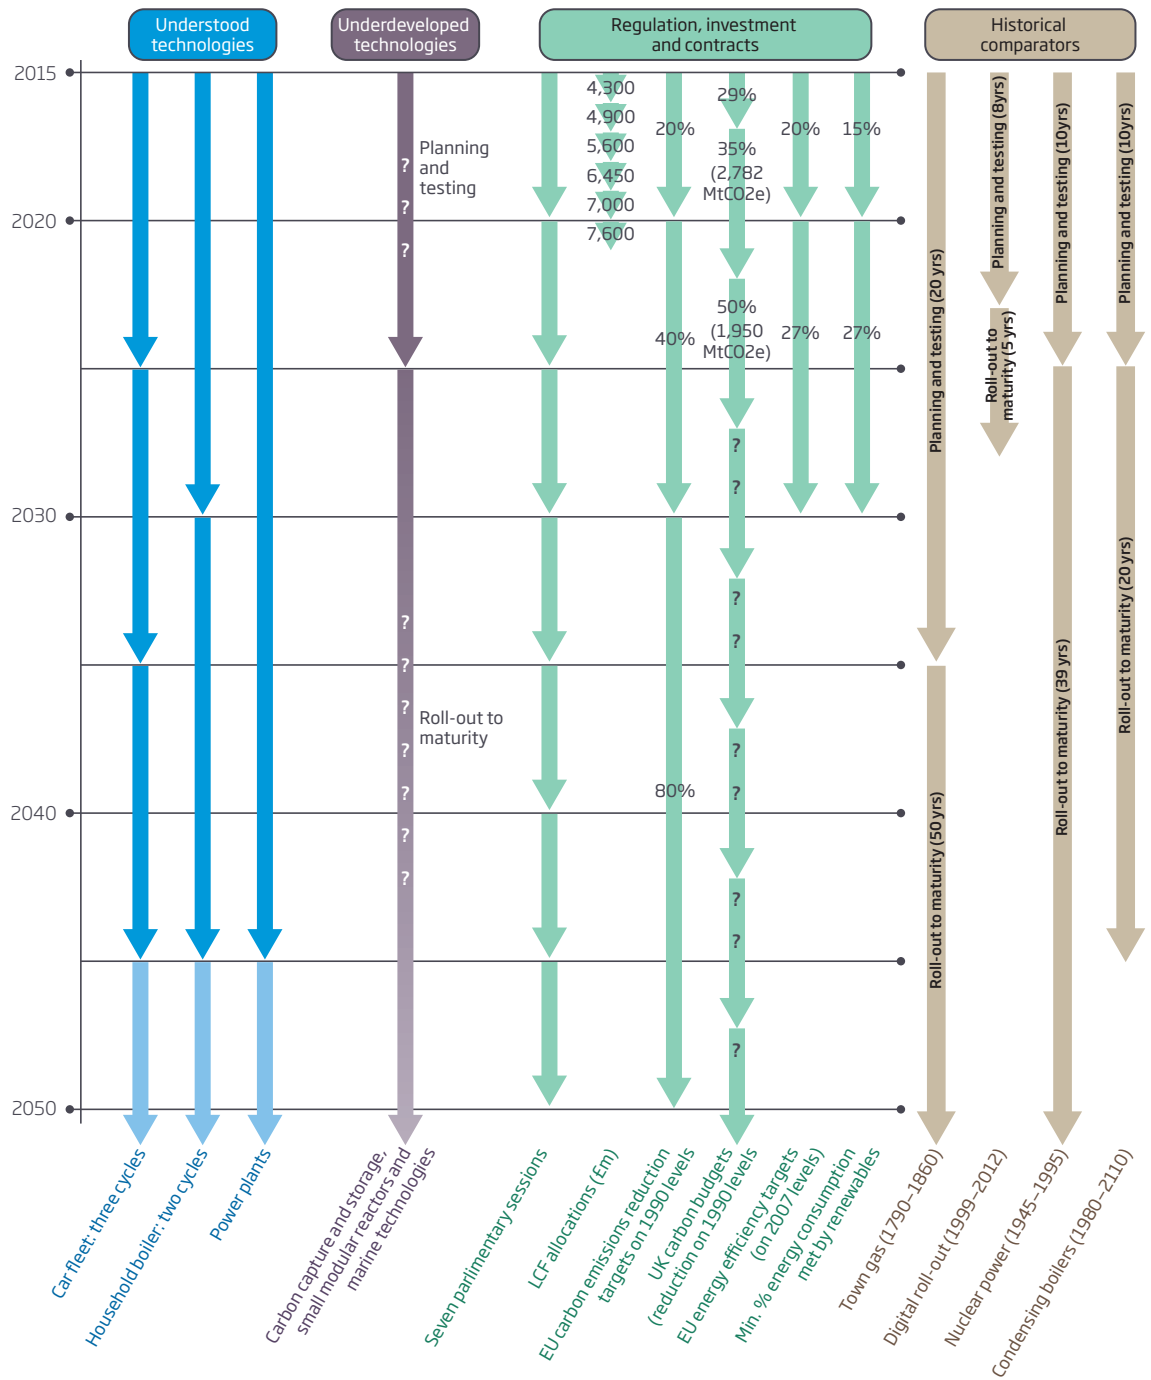 Understood
technologies
Underdeveloped
technologies
Regulation, investment
and contracts
Historical
comparators
2015
2020
2030
2040
2050
?
?
?
Planning
and
testing
?
?
?
?
?
?
?
Roll-out to
maturity
4,300
4,900
5,600
6,450
7,000
7,600
20%
40%
80%
29%
35%
(2,782
MtCO2e)
50%
(1,950
MtCO2e)
?
?
?
?
?
?
?
?
?
20%
27%
15%
27%
Planning and testing (20 yrs)
Roll-out to maturity (50 yrs)
Planning and testing (8yrs)
Roll-out to
maturity (5 yrs)
Planning and testing (10yrs)
Roll-out to maturity (39 yrs)
Planning and testing (10yrs)
Roll-out to maturity (20 yrs)
Car fleet: three cycles
Household boiler: two cycles
Power plants
Carbon capture and storage,
small modular reactors and
marine technologies
Seven parlimentary sessions
LCF allocations (£m)
EU carbon emissions reduction
targets on 1990 levels
UK carbon budgets
(reduction on 1990 levels
EU energy efficiency targets
(on 2007 levels)
Min. % energy consumption
met by renewables
Town gas (1790–1860)
Digital roll-out (1999–2012)
Nuclear power (1945–1995)
Condensing boilers (1980–2110)